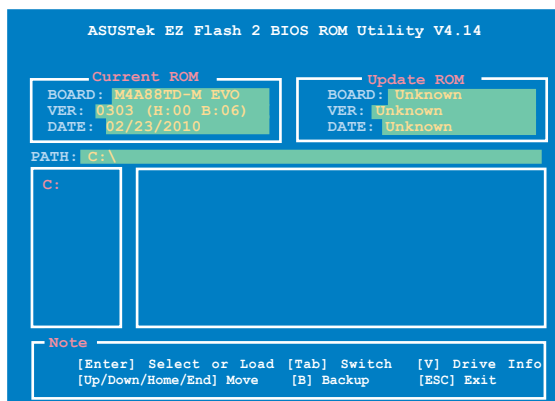 ASUSTek EZ Flash 2 BIOS ROM Utility V4.14
Current ROM
BOARD: M4A88TD-M EVO
VER: 0303 (H:00 B:06)
DATE: 02/23/2010
Update ROM
BOARD: Unknown
VER: Unknown
DATE: Unknown
PATH: C:\
C:
Note
[Enter] Select or Load [Tab] Switch [V] Drive Info
[Up/Down/Home/End] Move [B] Backup [ESC] Exit